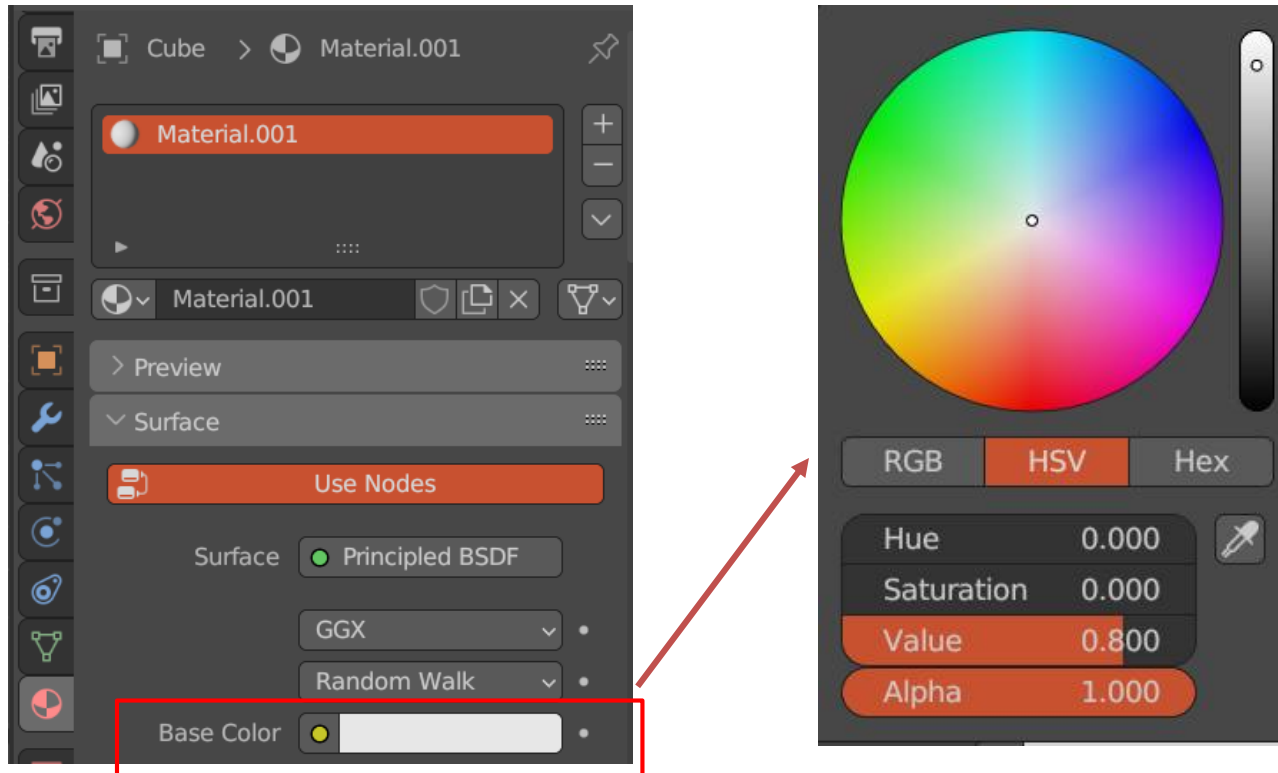 Cube > Material.001
Material.001
Material.001
Preview
Surface
Use Nodes
Surface Principled BSDF
GGX
Random Walk
Base Color
RGB HSV Hex
Hue 0.000
Saturation 0.000
Value 0.800
Alpha 1.000